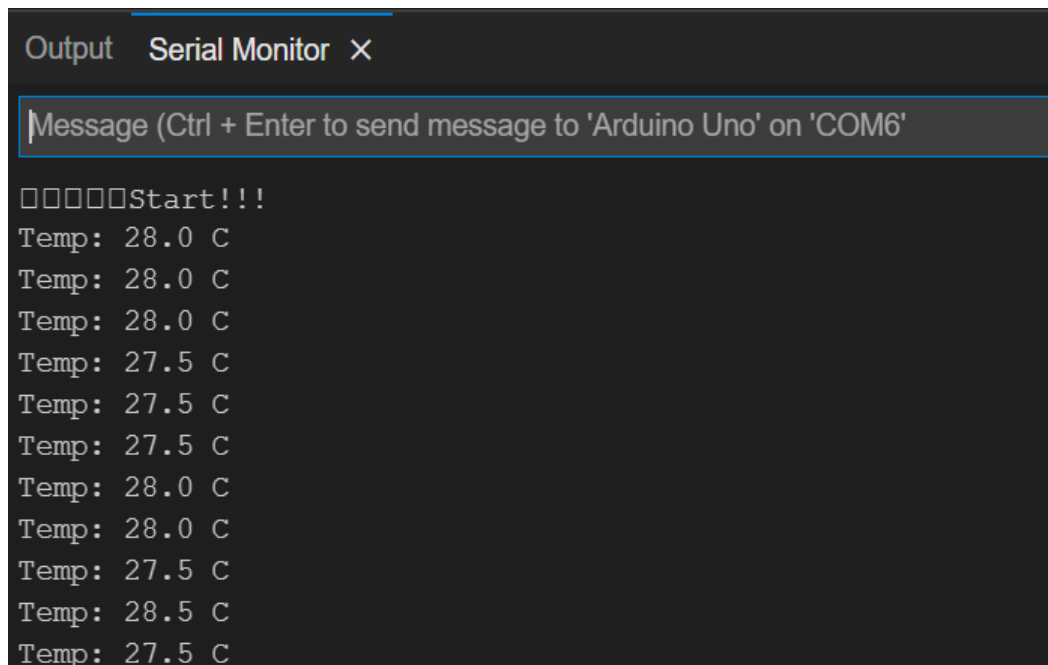 Output Serial Monitor ×
Message (Ctrl + Enter to send message to 'Arduino Uno' on 'COM6'
□□□□□Start!!!
Temp: 28.0 C
Temp: 28.0 C
Temp: 28.0 C
Temp: 27.5 C
Temp: 27.5 C
Temp: 27.5 C
Temp: 28.0 C
Temp: 28.0 C
Temp: 27.5 C
Temp: 28.5 C
Temp: 27.5 C